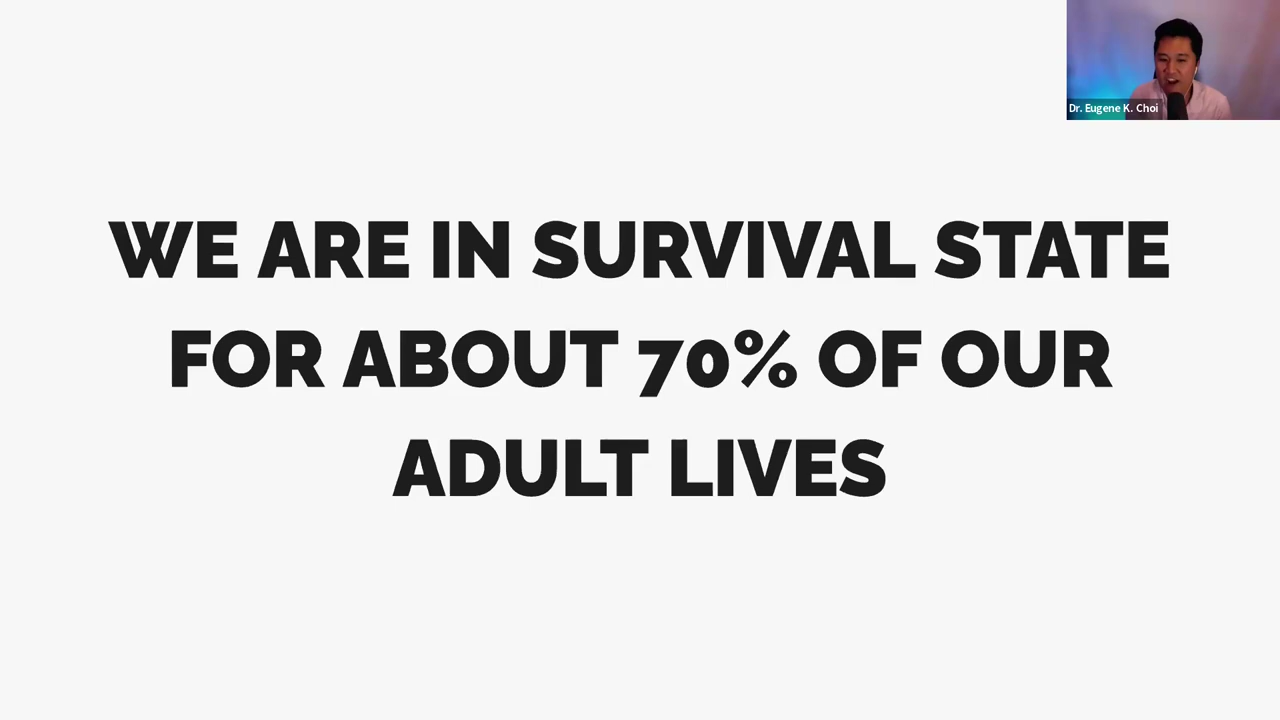 Dr. Eugene K. Choi
WE ARE IN SURVIVAL STATE
FOR ABOUT 70% OF OUR
ADULT LIVES